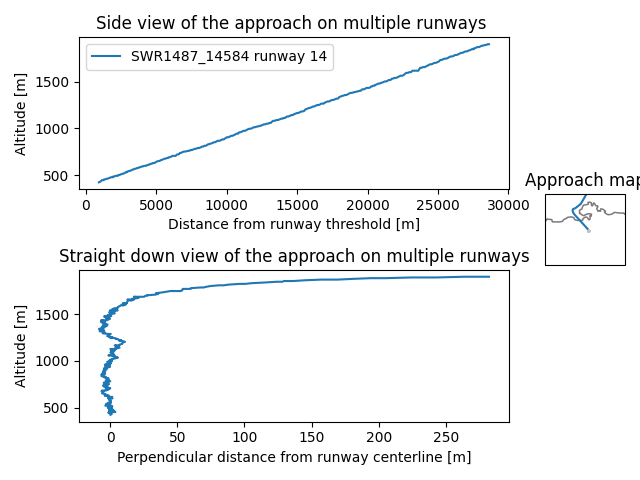 Side view of the approach on multiple runways
SWR1487_14584 runway 14
Altitude [m]
1500
1000
500
0 5000 10000 15000 20000 25000 30000
Distance from runway threshold [m]
Approach map
Straight down view of the approach on multiple runways
Altitude [m]
1500
1000
500
0 50 100 150 200 250
Perpendicular distance from runway centerline [m]